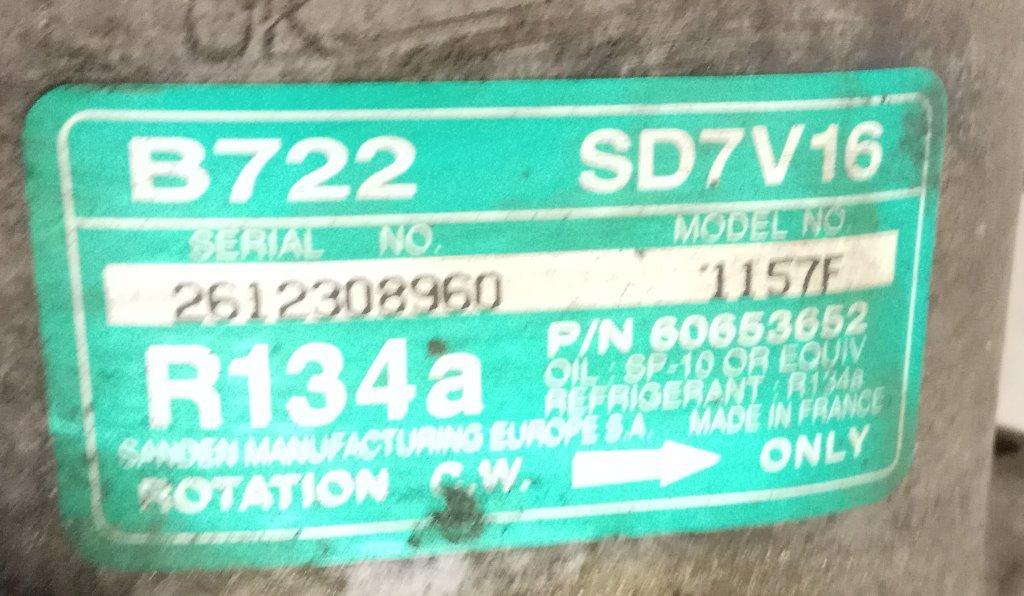 OK
B722 SD7V16
SERIAL NO. MODEL NO.
2612308960 1157F
R134a
P/N 60653652
OIL : SP-10 OR EQUIV
REFRIGERANT : R134a
SANDEN MANUFACTURING EUROPE S.A. MADE IN FRANCE
ROTATION C.W. ONLY